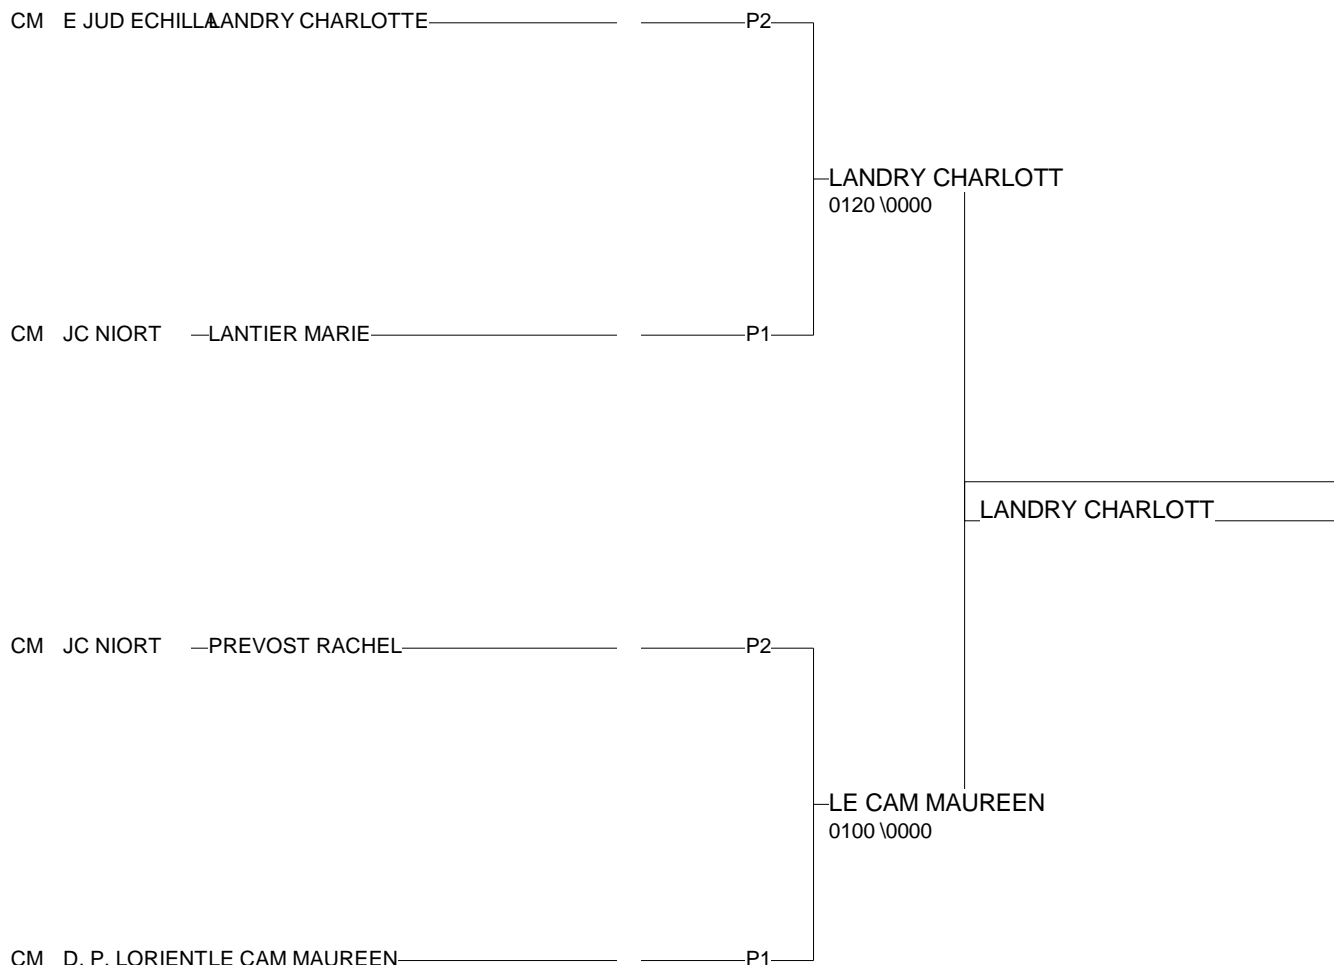 CM E JUD ECHILLA LANDRY CHARLOTTE P2
LANDRY CHARLOTT
0120 \0000
CM JC NIORT LANTIER MARIE P1
LANDRY CHARLOTT
CM JC NIORT PREVOST RACHEL P2
LE CAM MAUREEN
0100 \0000
CM D. P. LORIENT LE CAM MAUREEN P1